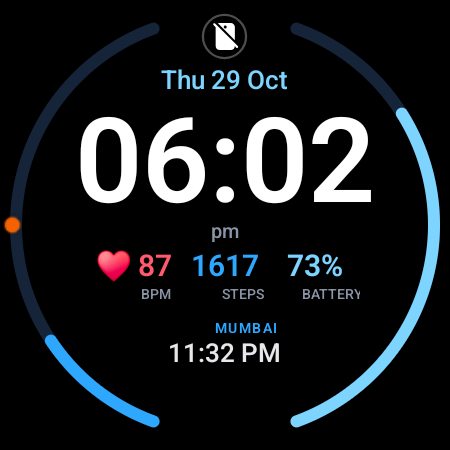 Thu 29 Oct
06:02
pm
87 1617 73%
BPM STEPS BATTERY
MUMBAI
11:32 PM